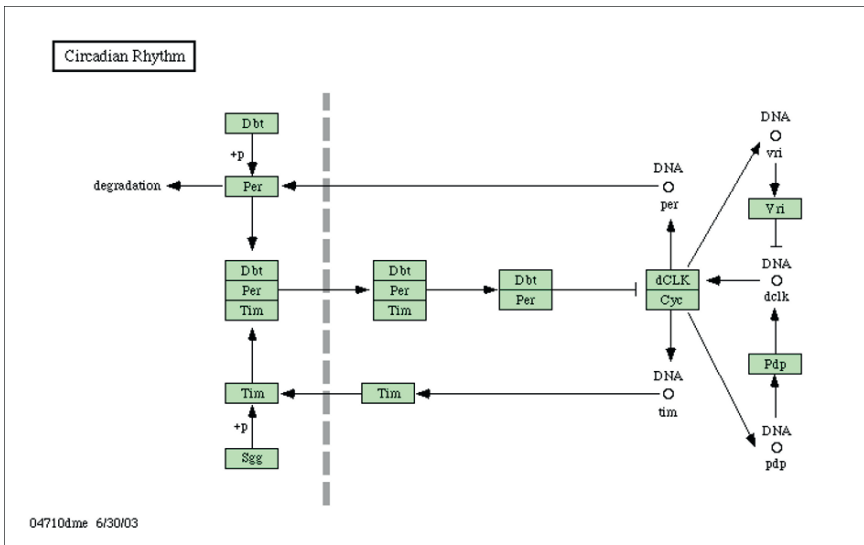 Circadian Rhythm
Dbt
+p
degradation
Per
DNA
per
DNA
vri
Vri
Dbt
Per
Tim
Dbt
Per
Tim
Dbt
Per
dCLK
Cyc
DNA
dclk
Pdp
Tim
Tim
DNA
tim
+p
Sgg
DNA
pdp
04710dme 6/30/03